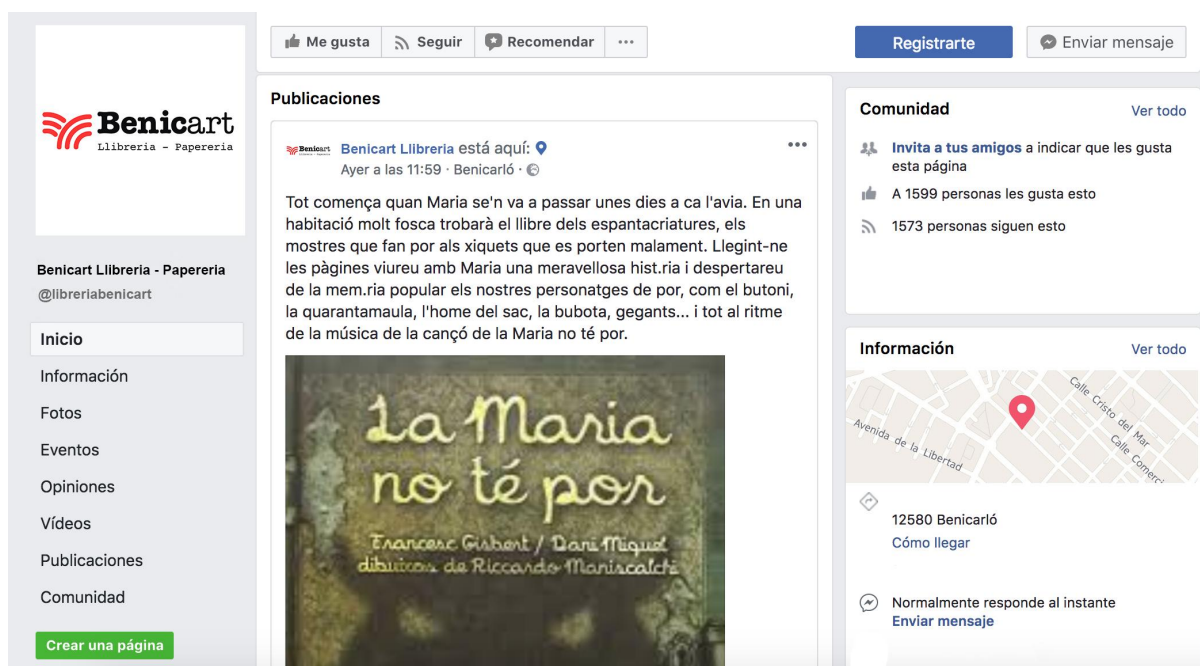 Benicart
Llibreria - Papereria
Benicart Llibreria - Papereria
@libreriabenicart
Inicio
Información
Fotos
Eventos
Opiniones
Vídeos
Publicaciones
Comunidad
Crear una página
Me gusta
Seguir
Recomendar
...
Registrarte
Enviar mensaje
Publicaciones
Benicart
Benicart Llibreria está aquí:
Ayer a las 11:59 · Benicarló ·
Tot comença quan Maria se'n va a passar unes dies a ca l'avia. En una
habitació molt fosca trobarà el llibre dels espantacriatures, els
mostres que fan por als xiquets que es porten malament. Llegint-ne
les pàgines viureu amb Maria una meravellosa hist.ria i despertareu
de la mem.ria popular els nostres personatges de por, com el butoni,
la quarantamaula, l'home del sac, la bubota, gegants... i tot al ritme
de la música de la cançó de la Maria no té por.
La Maria
no té por
Francesc Gisbert / Dani Miquel
dibuixos de Riccardo Maniscalchi
Comunidad
Ver todo
Invita a tus amigos a indicar que les gusta
esta página
A 1599 personas les gusta esto
1573 personas siguen esto
Información
Ver todo
Calle Cristo del Mar
Avenida de la Libertad
Calle Comerci
12580 Benicarló
Cómo llegar
Normalmente responde al instante
Enviar mensaje